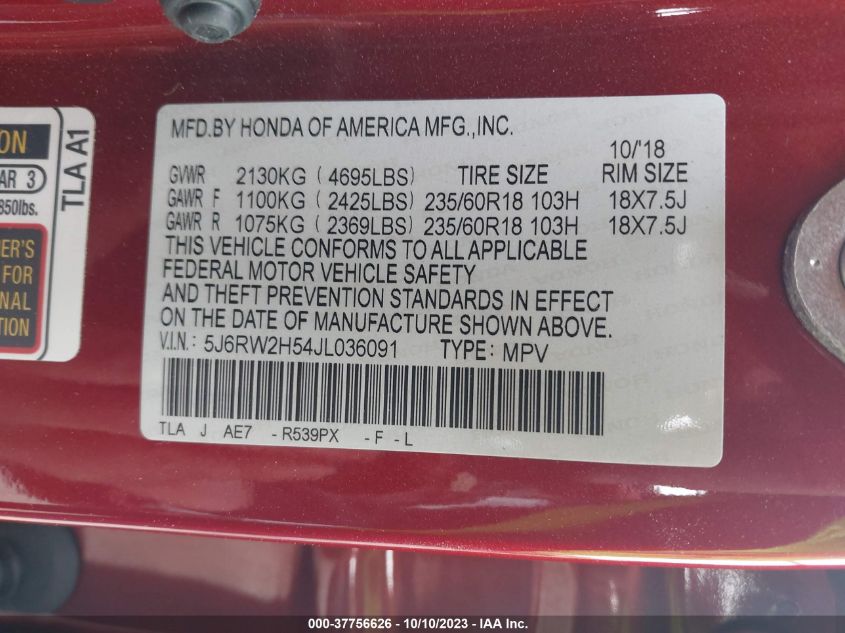 ON
AR 3
850lbs.
ER'S
FOR
NAL
TION
TLA A1
MFD.BY HONDA OF AMERICA MFG.,INC.
10/'18
GVWR 2130KG (4695LBS) TIRE SIZE RIM SIZE
GAWR F 1100KG (2425LBS) 235/60R18 103H 18X7.5J
GAWR R 1075KG (2369LBS) 235/60R18 103H 18X7.5J
THIS VEHICLE CONFORMS TO ALL APPLICABLE
FEDERAL MOTOR VEHICLE SAFETY
AND THEFT PREVENTION STANDARDS IN EFFECT
ON THE DATE OF MANUFACTURE SHOWN ABOVE.
V.I.N.: 5J6RW2H54JL036091 TYPE: MPV
TLA J AE7 -R539PX -F -L
000-37756626 - 10/10/2023 - IAA Inc.